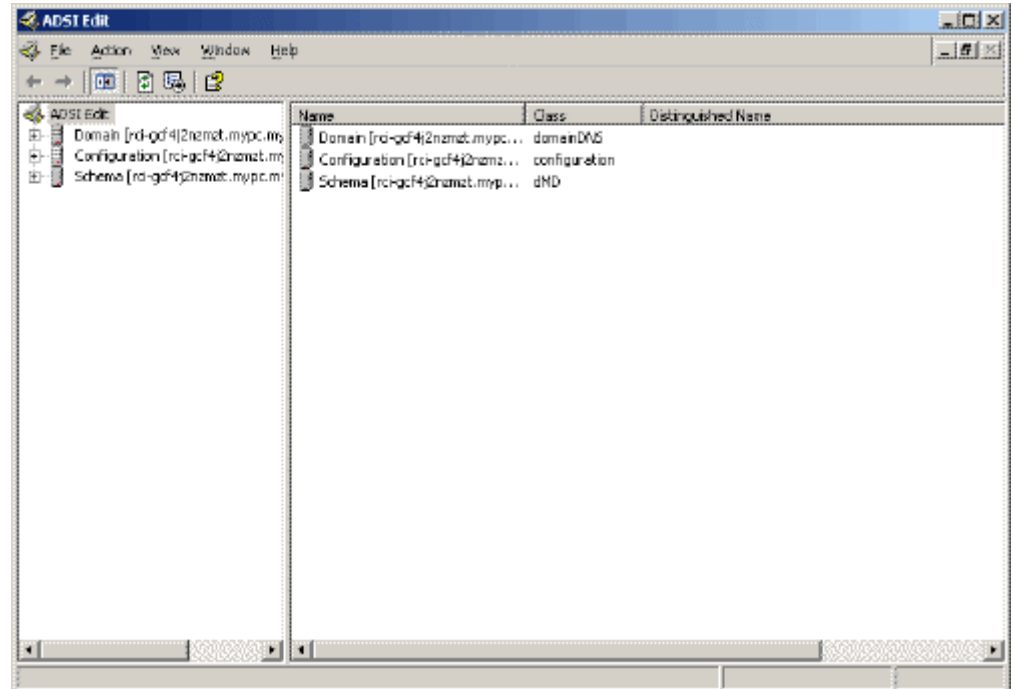 ADSI Edit
File Action View Window Help
ADSI Edit
Domain [rci-gcf4j2nzmzt.mypc.my
Configuration [rci-gcf4j2nzmzt.my
Schema [rci-gcf4j2nzmzt.mypc.m
Name Class Distinguished Name
Domain [rci-gcf4j2nzmzt.mypc... domainDNS
Configuration [rci-gcf4j2nzmz... configuration
Schema [rci-gcf4j2nzmzt.myp... dMD